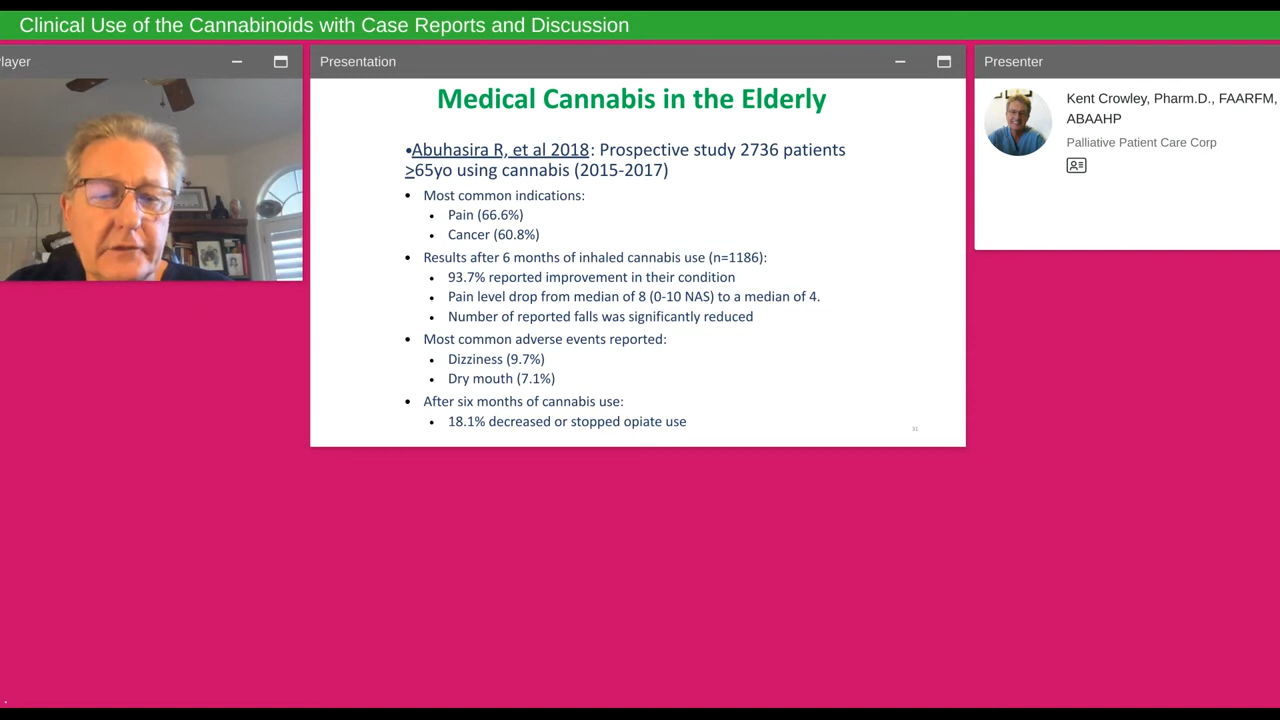 Clinical Use of the Cannabinoids with Case Reports and Discussion
layer
Presentation
Presenter
Medical Cannabis in the Elderly
•Abuhasira R, et al 2018: Prospective study 2736 patients
≥65yo using cannabis (2015-2017)
• Most common indications:
• Pain (66.6%)
• Cancer (60.8%)
• Results after 6 months of inhaled cannabis use (n=1186):
• 93.7% reported improvement in their condition
• Pain level drop from median of 8 (0-10 NAS) to a median of 4.
• Number of reported falls was significantly reduced
• Most common adverse events reported:
• Dizziness (9.7%)
• Dry mouth (7.1%)
• After six months of cannabis use:
• 18.1% decreased or stopped opiate use
31
Kent Crowley, Pharm.D., FAARFM,
ABAAHP
Palliative Patient Care Corp